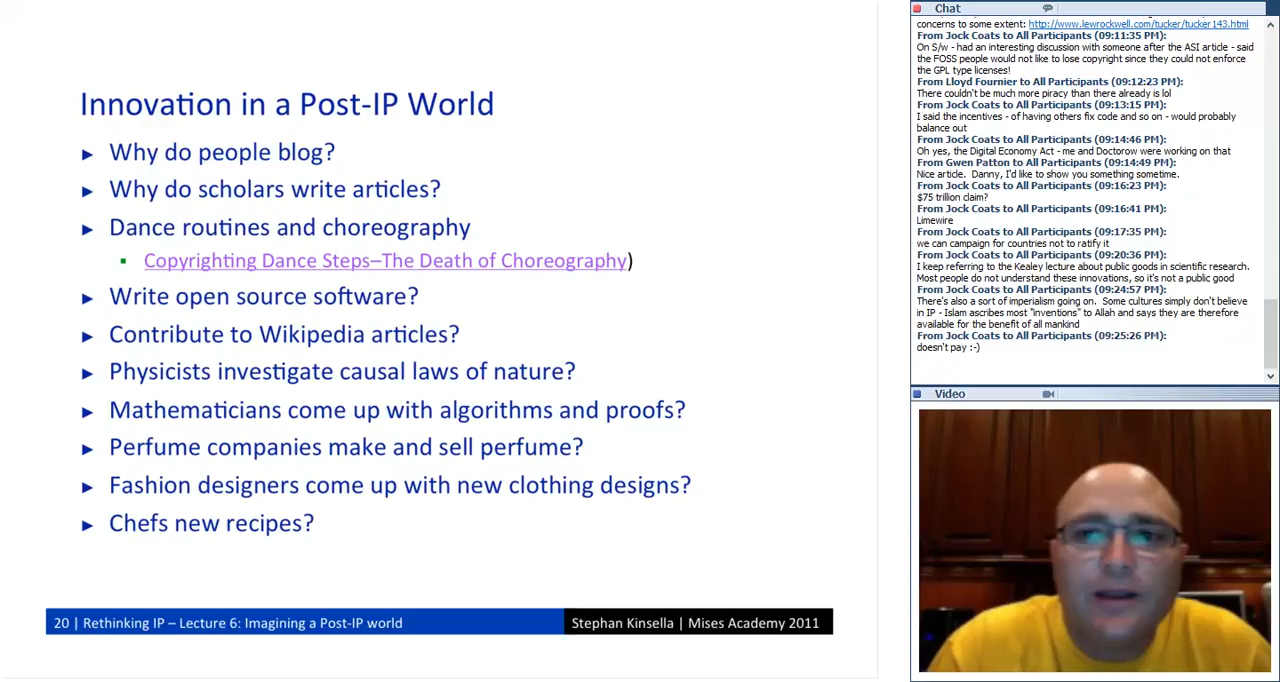 Innovation in a Post-IP World
► Why do people blog?
► Why do scholars write articles?
► Dance routines and choreography
▪ Copyrighting Dance Steps–The Death of Choreography)
► Write open source software?
► Contribute to Wikipedia articles?
► Physicists investigate causal laws of nature?
► Mathematicians come up with algorithms and proofs?
► Perfume companies make and sell perfume?
► Fashion designers come up with new clothing designs?
► Chefs new recipes?
20 | Rethinking IP – Lecture 6: Imagining a Post-IP world
Stephan Kinsella | Mises Academy 2011
Chat
concerns to some extent: http://www.lewrockwell.com/tucker/tucker143.html
From Jock Coats to All Participants (09:11:35 PM):
On S/w - had an interesting discussion with someone after the ASI article - said
the FOSS people would not like to lose copyright since they could not enforce
the GPL type licenses!
From Lloyd Fournier to All Participants (09:12:23 PM):
There couldn't be much more piracy than there already is lol
From Jock Coats to All Participants (09:13:15 PM):
I said the incentives - of having others fix code and so on - would probably
balance out
From Jock Coats to All Participants (09:14:46 PM):
Oh yes, the Digital Economy Act - me and Doctorow were working on that
From Gwen Patton to All Participants (09:14:49 PM):
Nice article. Danny, I'd like to show you something sometime.
From Jock Coats to All Participants (09:16:23 PM):
$75 trillion claim?
From Jock Coats to All Participants (09:16:41 PM):
Limewire
From Jock Coats to All Participants (09:17:35 PM):
we can campaign for countries not to ratify it
From Jock Coats to All Participants (09:20:36 PM):
I keep referring to the Kealey lecture about public goods in scientific research.
Most people do not understand these innovations, so it's not a public good
From Jock Coats to All Participants (09:24:57 PM):
There's also a sort of imperialism going on. Some cultures simply don't believe
in IP - Islam ascribes most "inventions" to Allah and says they are therefore
available for the benefit of all mankind
From Jock Coats to All Participants (09:25:26 PM):
doesn't pay :-)
Video